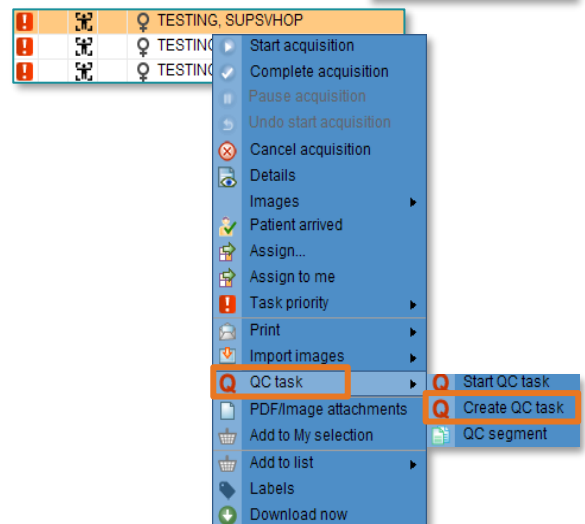 TESTING, SUPSVHOP
TESTING
TESTING
Start acquisition
Complete acquisition
Pause acquisition
Undo start acquisition
Cancel acquisition
Details
Images
Patient arrived
Assign...
Assign to me
Task priority
Print
Import images
Q QC task
Q Start QC task
PDF/Image attachments
Q Create QC task
Add to My selection
QC segment
Add to list
Labels
Download now